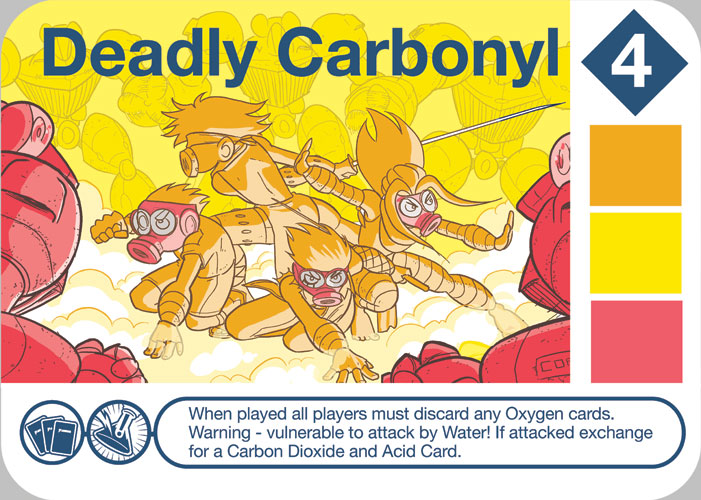 Deadly Carbonyl
4
When played all players must discard any Oxygen cards.
Warning - vulnerable to attack by Water! If attacked exchange
for a Carbon Dioxide and Acid Card.